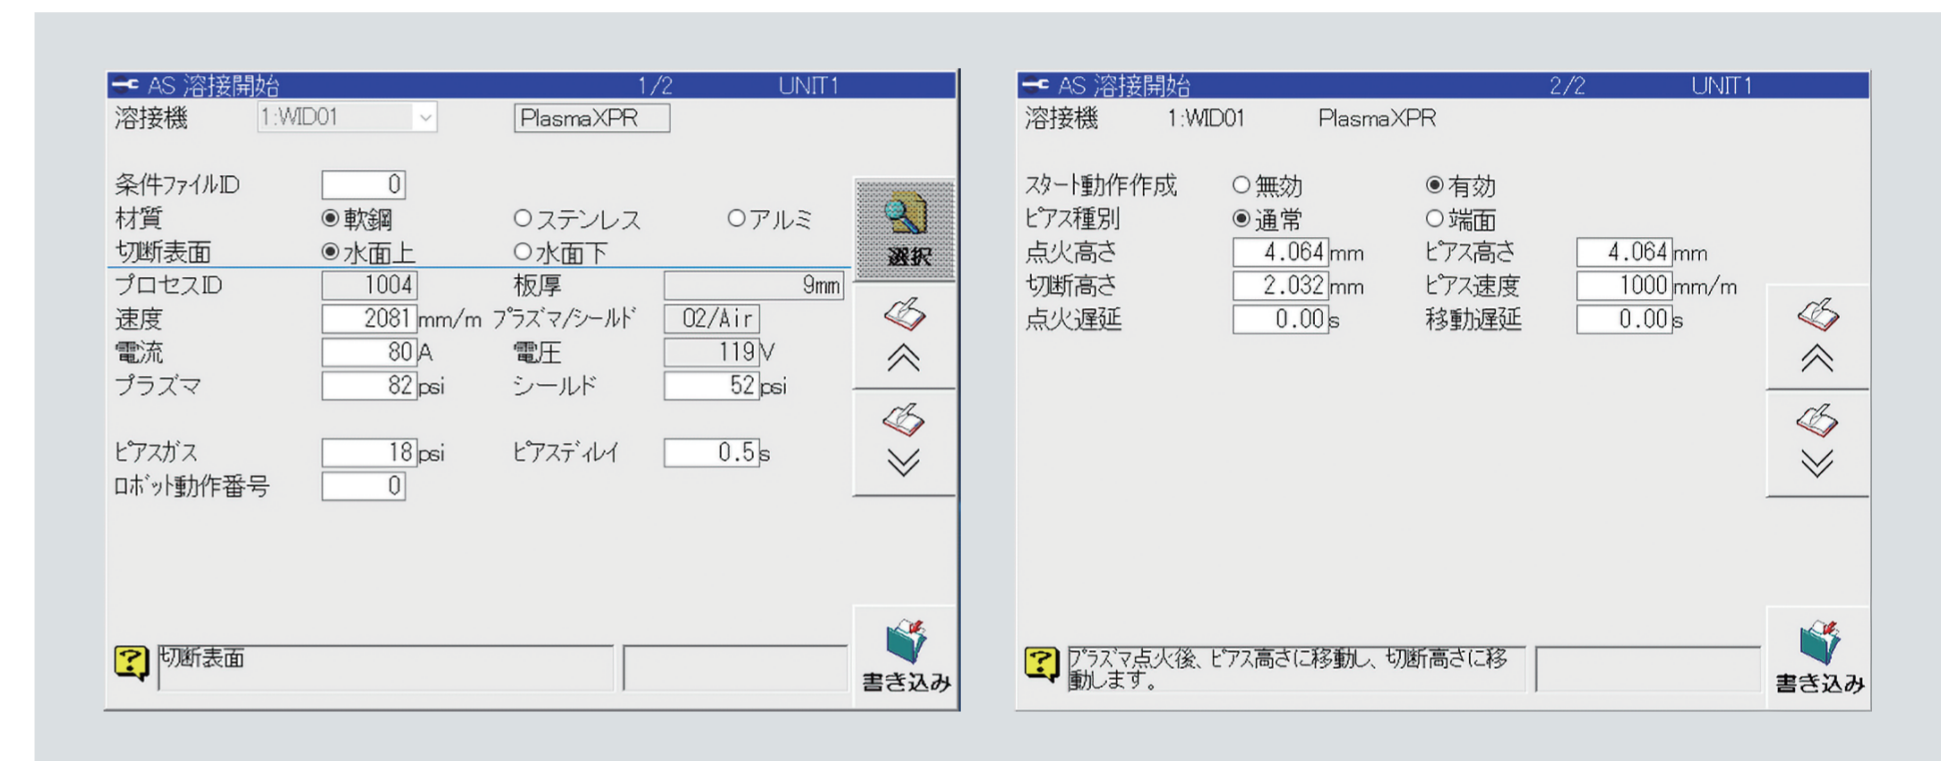 AS 溶接開始 1/2 UNIT1
溶接機 1:WID01 PlasmaXPR
条件ファイルID 0
材質 軟鋼 ステンレス アルミ
切断表面 水面上 水面下
選択
プロセスID 1004 板厚 9mm
速度 2081 mm/m プラズマ/シールド O2/Air
電流 80 A 電圧 119 V
プラズマ 82 psi シールド 52 psi
ピアスガス 18 psi ピアスディレイ 0.5 s
ロボット動作番号 0
切断表面
書き込み
AS 溶接開始 2/2 UNIT1
溶接機 1:WID01 PlasmaXPR
スタート動作作成 無効 有効
ピアス種別 通常 端面
点火高さ 4.064 mm ピアス高さ 4.064 mm
切断高さ 2.032 mm ピアス速度 1000 mm/m
点火遅延 0.00 s 移動遅延 0.00 s
プラズマ点火後、ピアス高さに移動し、切断高さに移
動します。
書き込み